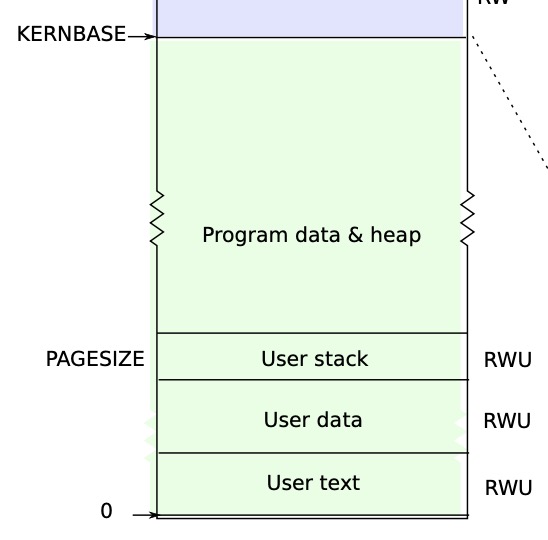 RW
KERNBASE
Program data & heap
PAGESIZE User stack RWU
User data RWU
User text RWU
0